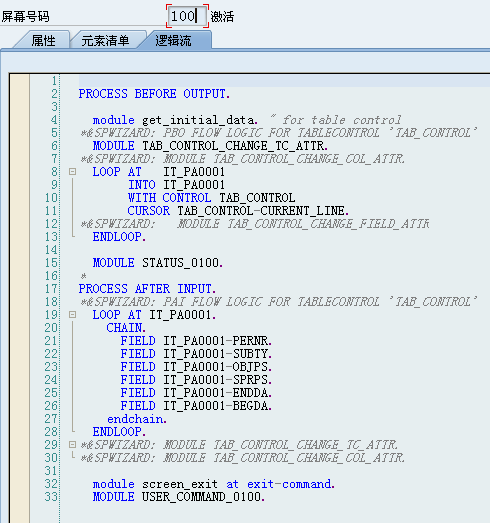 屏幕号码 100 激活
属性 元素清单 逻辑流
1
2 PROCESS BEFORE OUTPUT.
3
4 module get_initial_data. " for table control
5 *&SPWIZARD: PBO FLOW LOGIC FOR TABLECONTROL 'TAB_CONTROL'
6 MODULE TAB_CONTROL_CHANGE_TC_ATTR.
7 *&SPWIZARD: MODULE TAB_CONTROL_CHANGE_COL_ATTR.
8 LOOP AT IT_PA0001
9 INTO IT_PA0001
10 WITH CONTROL TAB_CONTROL
11 CURSOR TAB_CONTROL-CURRENT_LINE.
12 *&SPWIZARD: MODULE TAB_CONTROL_CHANGE_FIELD_ATTR
13 ENDLOOP.
14
15 MODULE STATUS_0100.
16 *
17 PROCESS AFTER INPUT.
18 *&SPWIZARD: PAI FLOW LOGIC FOR TABLECONTROL 'TAB_CONTROL'
19 LOOP AT IT_PA0001.
20 CHAIN.
21 FIELD IT_PA0001-PERNR.
22 FIELD IT_PA0001-SUBTY.
23 FIELD IT_PA0001-OBJPS.
24 FIELD IT_PA0001-SPRPS.
25 FIELD IT_PA0001-ENDDA.
26 FIELD IT_PA0001-BEGDA.
27 endchain.
28 ENDLOOP.
29 *&SPWIZARD: MODULE TAB_CONTROL_CHANGE_TC_ATTR.
30 *&SPWIZARD: MODULE TAB_CONTROL_CHANGE_COL_ATTR.
31
32 module screen_exit at exit-command.
33 MODULE USER_COMMAND_0100.